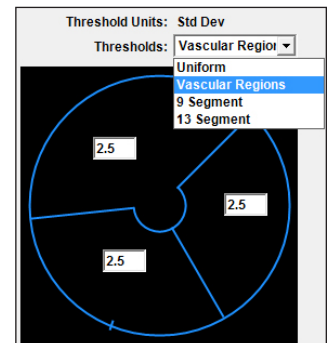 Threshold Units: Std Dev
Thresholds: Vascular Region
Uniform
Vascular Regions
9 Segment
13 Segment
2.5
2.5
2.5